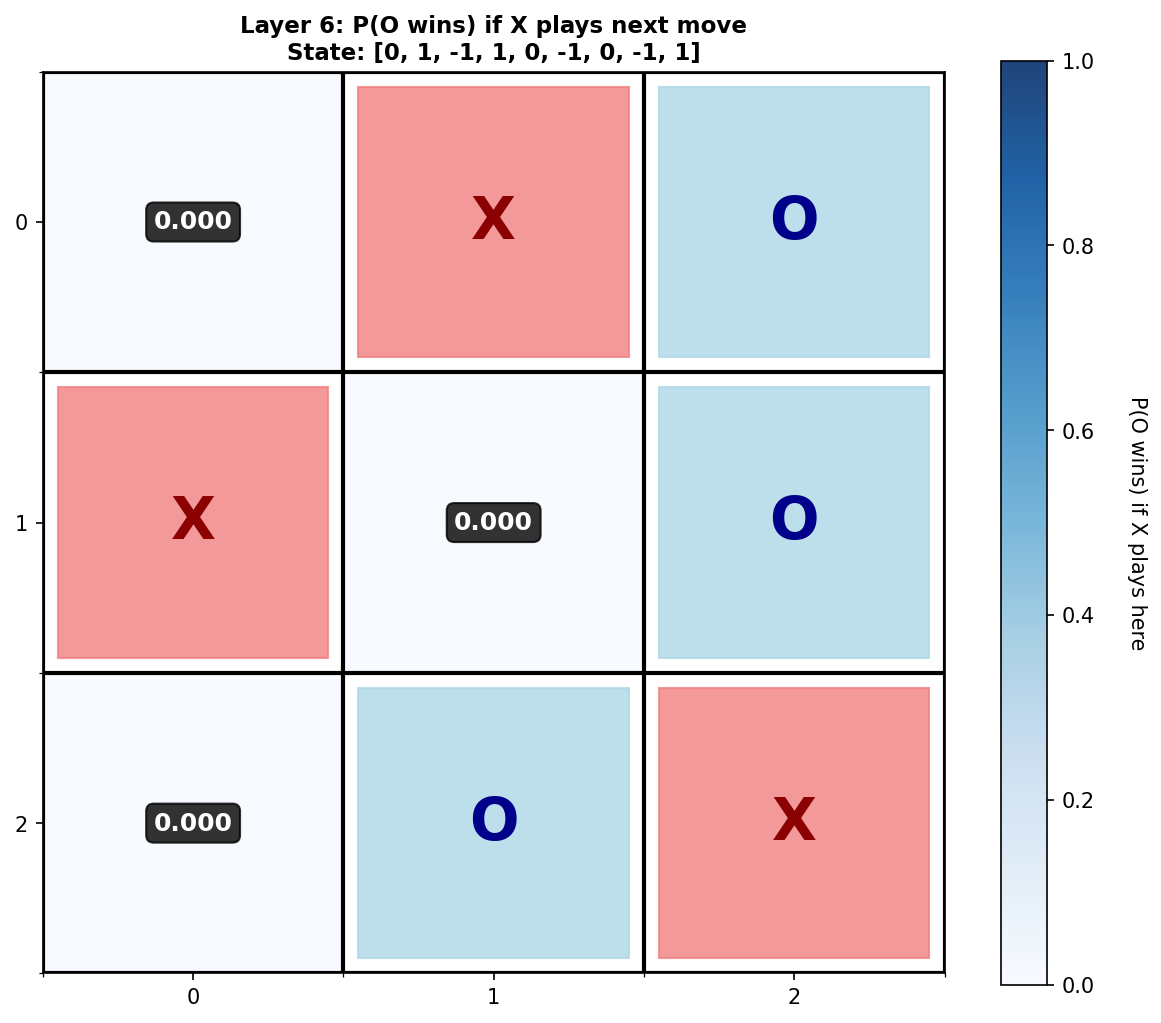 Layer 6: P(O wins) if X plays next move
State: [0, 1, -1, 1, 0, -1, 0, -1, 1]
0
0.000
X
O
1
X
0.000
O
2
0.000
O
X
0
1
2
1.0
0.8
0.6
0.4
0.2
0.0
P(O wins) if X plays here